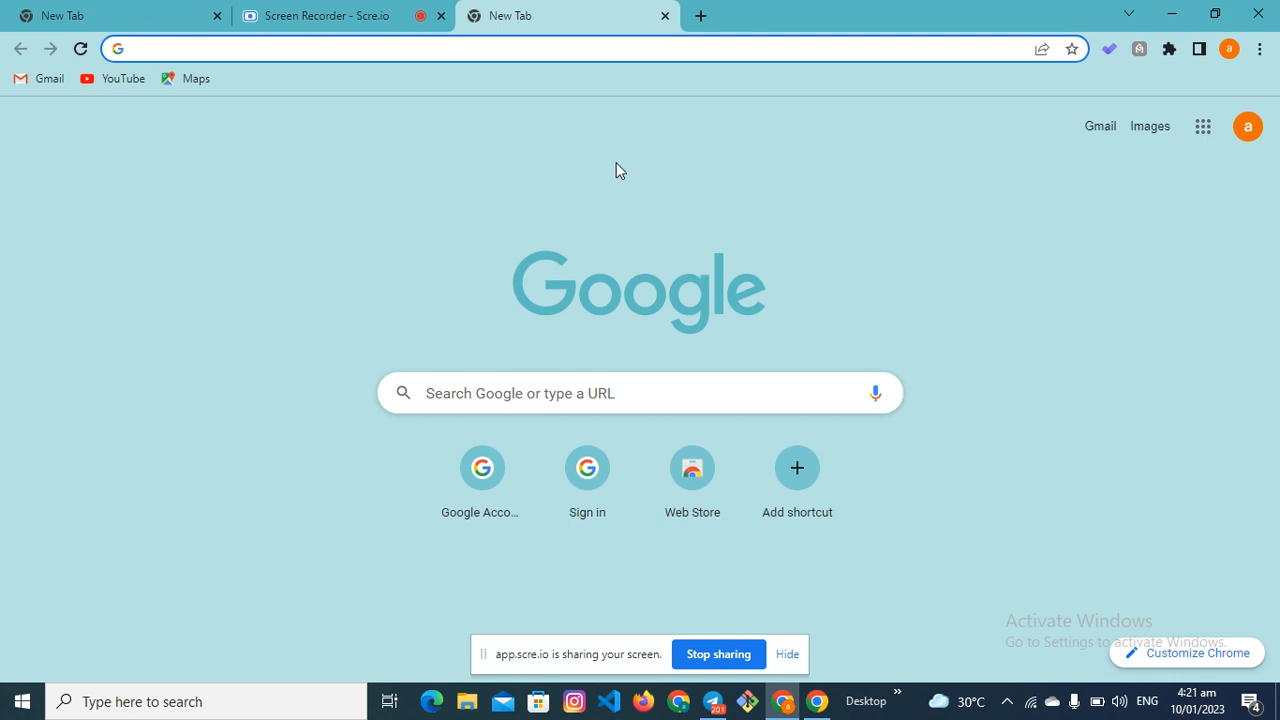 New Tab
Screen Recorder - Scre.io
New Tab
Gmail
YouTube
Maps
a
Gmail
Images
a
Google
Search Google or type a URL
Google Acco...
Sign in
Web Store
Add shortcut
Activate Windows
Go to Settings to activate Windows.
Customize Chrome
app.scre.io is sharing your screen.
Stop sharing
Hide
Type here to search
201
a
Desktop
30°C
ENG
4:21 am
10/01/2023
4